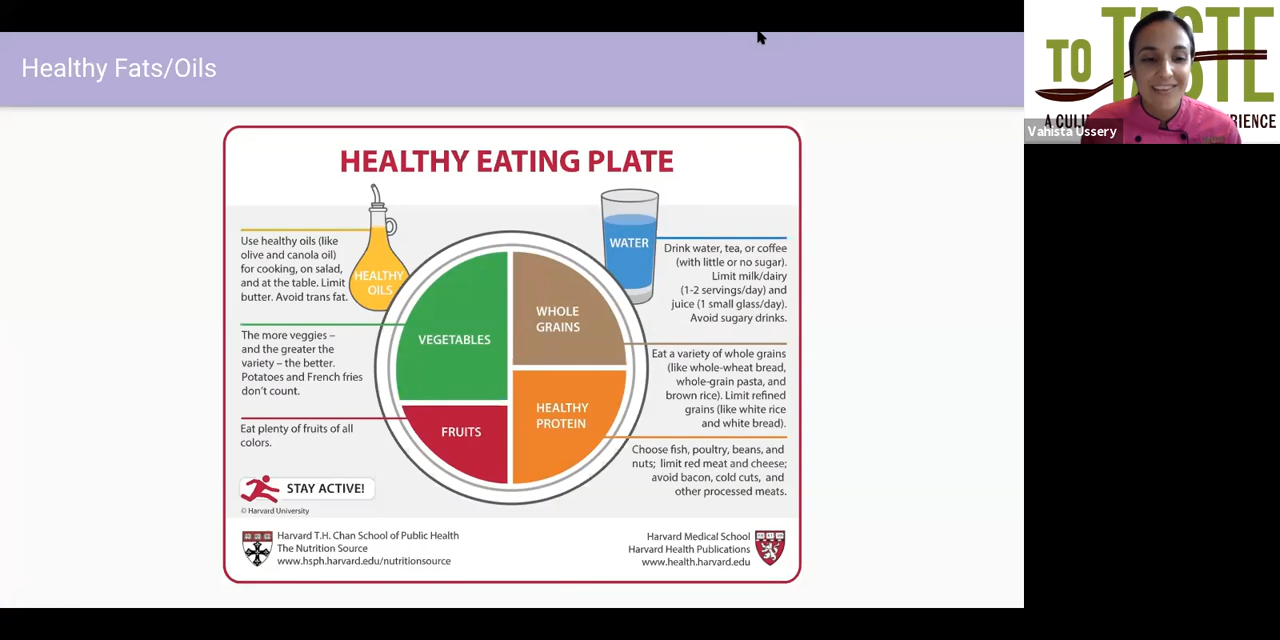 Healthy Fats/Oils
HEALTHY EATING PLATE
HEALTHY
OILS
Use healthy oils (like
olive and canola oil)
for cooking, on salad,
and at the table. Limit
butter. Avoid trans fat.
The more veggies –
and the greater the
variety – the better.
Potatoes and French fries
don't count.
Eat plenty of fruits of all
colors.
STAY ACTIVE!
© Harvard University
VEGETABLES
FRUITS
WHOLE
GRAINS
HEALTHY
PROTEIN
WATER
Drink water, tea, or coffee
(with little or no sugar).
Limit milk/dairy
(1-2 servings/day) and
juice (1 small glass/day).
Avoid sugary drinks.
Eat a variety of whole grains
(like whole-wheat bread,
whole-grain pasta, and
brown rice). Limit refined
grains (like white rice
and white bread).
Choose fish, poultry, beans, and
nuts; limit red meat and cheese;
avoid bacon, cold cuts, and
other processed meats.
Harvard T.H. Chan School of Public Health
The Nutrition Source
www.hsph.harvard.edu/nutritionsource
Harvard Medical School
Harvard Health Publications
www.health.harvard.edu
TO TASTE
Vahista Ussery